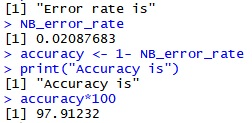 [1] "Error rate is"
> NB_error_rate
[1] 0.02087683
> accuracy <- 1- NB_error_rate
> print("Accuracy is")
[1] "Accuracy is"
> accuracy*100
[1] 97.91232